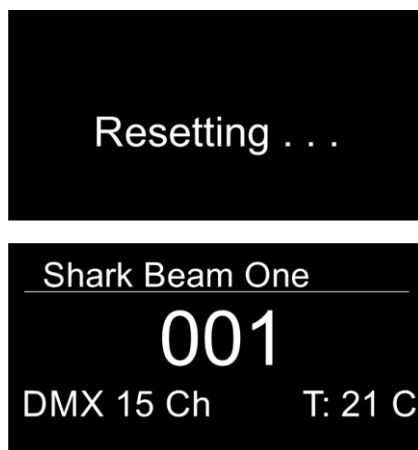 Resetting . . .
Shark Beam One
001
DMX 15 Ch T: 21 C